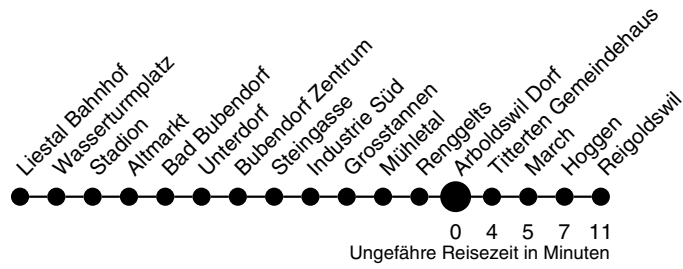 Liestal Bahnhof
Wasserturmplatz
Stadion
Altmarkt
Bad Bubendorf
Unterdorf
Bubendorf Zentrum
Steingasse
Industrie Süd
Grosstannen
Mühletal
Renggelts
Arboldswil Dorf
Titterten Gemeindehaus
March
Hoggen
Reigoldswil
0 4 5 7 11
Ungefähre Reisezeit in Minuten